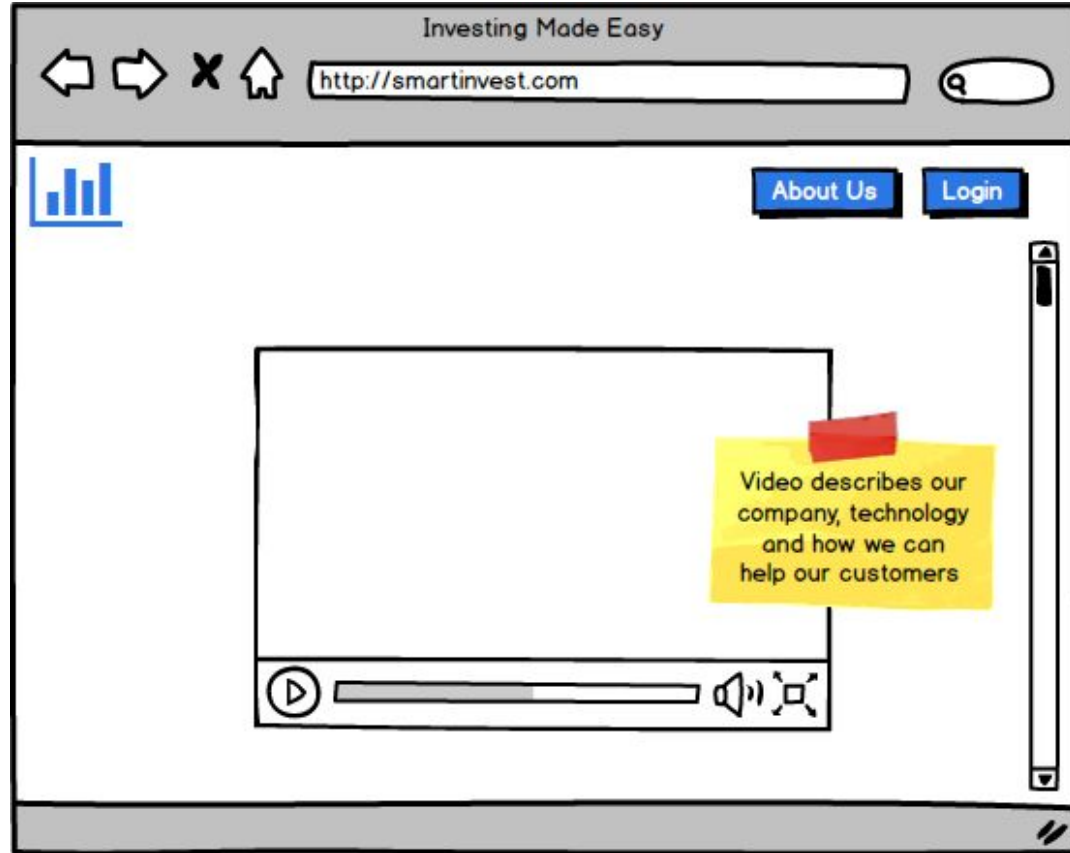 Investing Made Easy
http://smartinvest.com
About Us
Login
Video describes our
company, technology
and how we can
help our customers